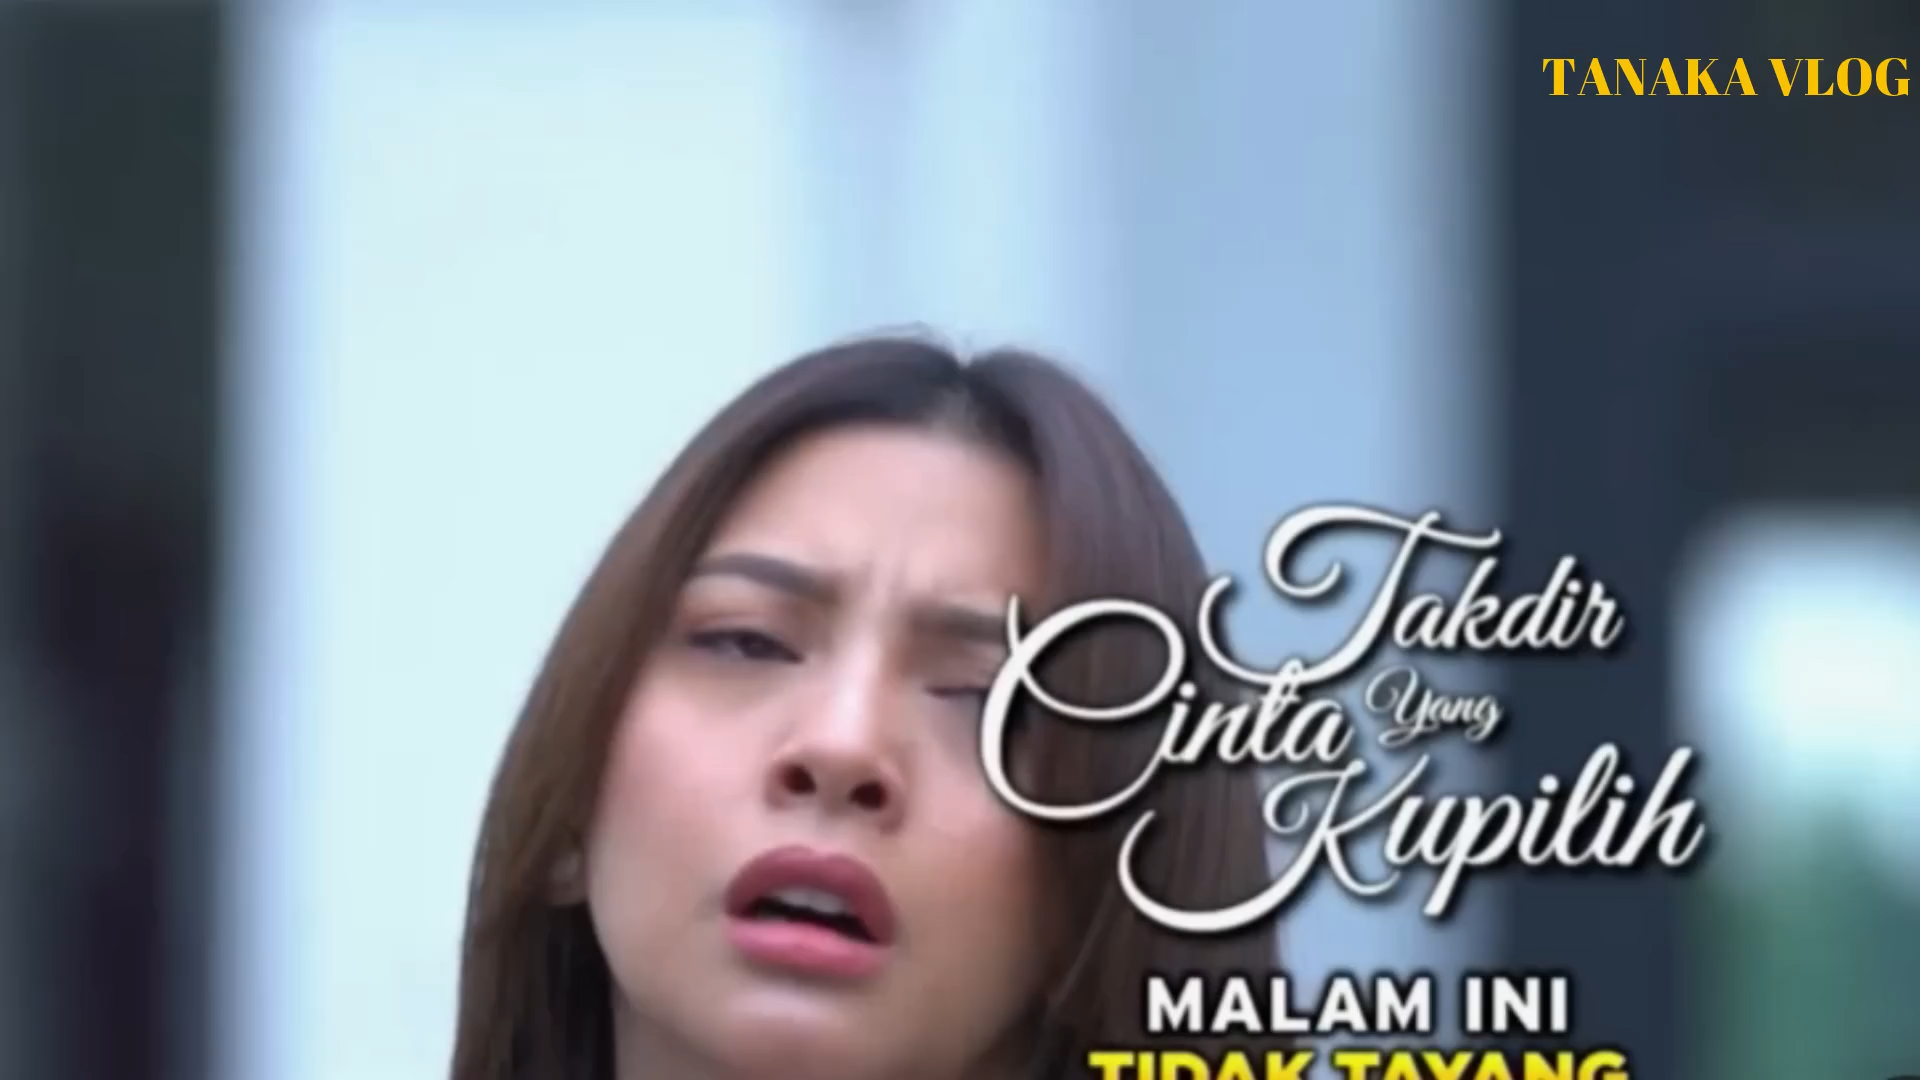 TANAKA VLOG
Takdir
Cinta Yang
Kupilih
MALAM INI
TIDAK TAYANG